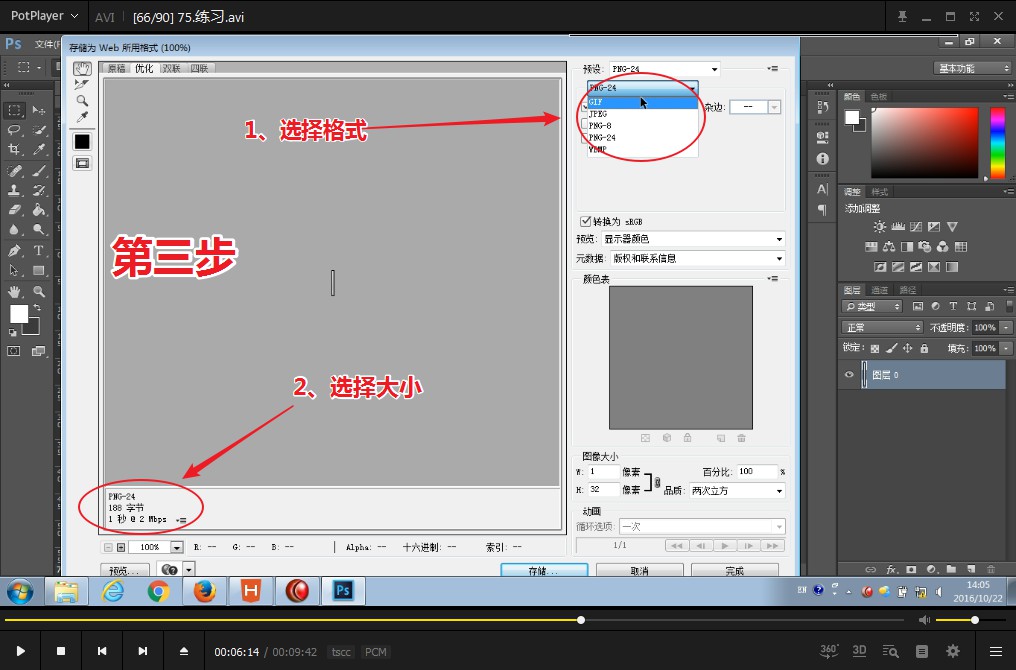 PotPlayer AVI [66/90] 75.练习.avi
Ps 文件(F
存储为 Web 所用格式 (100%)
基本功能
原稿 优化 双联 四联
预设: PNG-24
PNG-24
GIF
JPEG
PNG-8
PNG-24
WBMP
杂边: --
1、选择格式
第三步
2、选择大小
转换为 sRGB
预览: 显示器颜色
元数据: 版权和联系信息
颜色表
图像大小
W: 1 像素
H: 32 像素
百分比: 100 %
品质: 两次立方
动画
循环选项: 一次
1/1
PNG-24
188 字节
1 秒 @ 2 Mbps
100% R: -- G: -- B: -- Alpha: -- 十六进制: -- 索引: --
预览... 存储... 取消 完成
颜色 色板
调整 样式
添加调整
图层 通道 路径
类型
正常 不透明度: 100%
锁定: 填充: 100%
图层 0
fx
EN 14:05
2016/10/22
00:06:14 / 00:09:42 tscc PCM 360° 3D